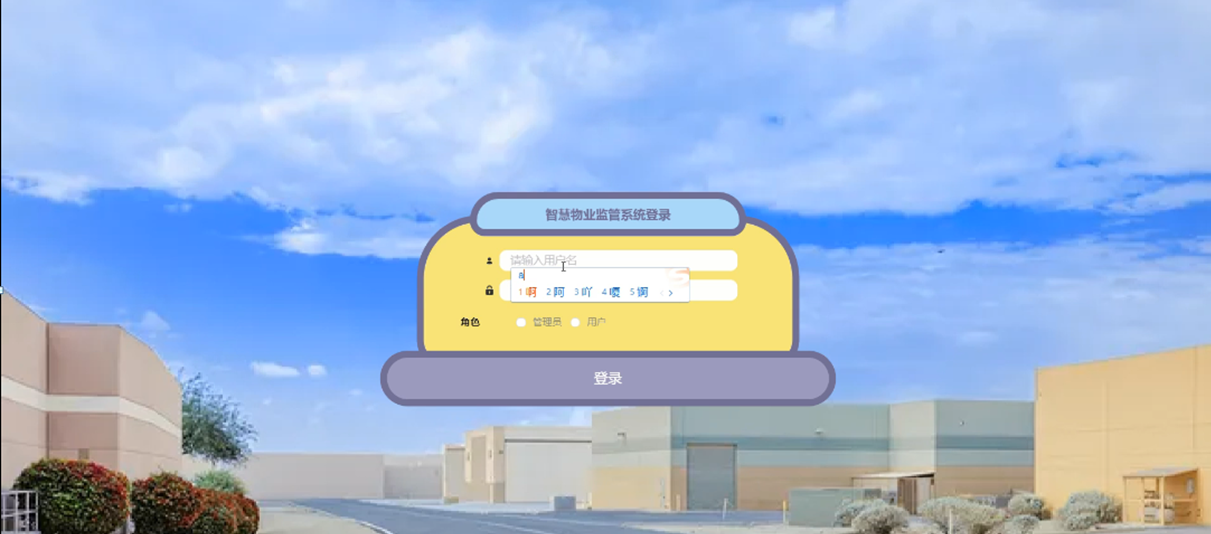 智慧物业监管系统登录
请输入用户名
a
1 啊 2 阿 3 吖 4 嗄 5 锕
角色 管理员 用户
登录